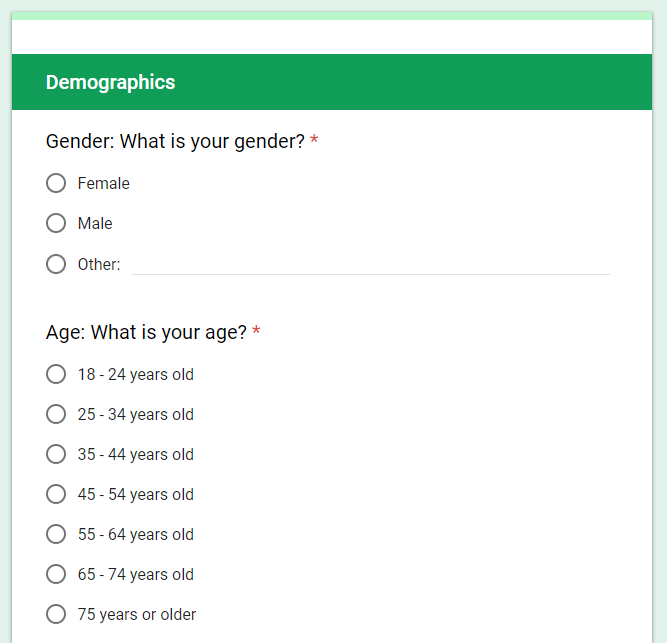 Demographics
Gender: What is your gender? *
Female
Male
Other:
Age: What is your age? *
18 - 24 years old
25 - 34 years old
35 - 44 years old
45 - 54 years old
55 - 64 years old
65 - 74 years old
75 years or older